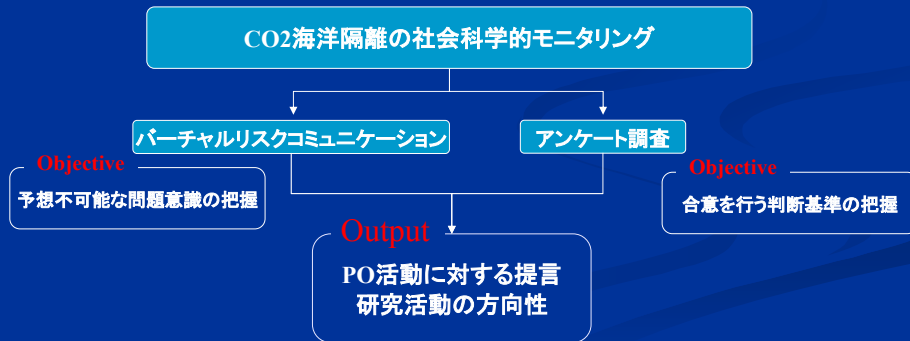 CO2海洋隔離の社会科学的モニタリング
バーチャルリスクコミュニケーション
アンケート調査
Objective
予想不可能な問題意識の把握
Objective
合意を行う判断基準の把握
Output
PO活動に対する提言
研究活動の方向性